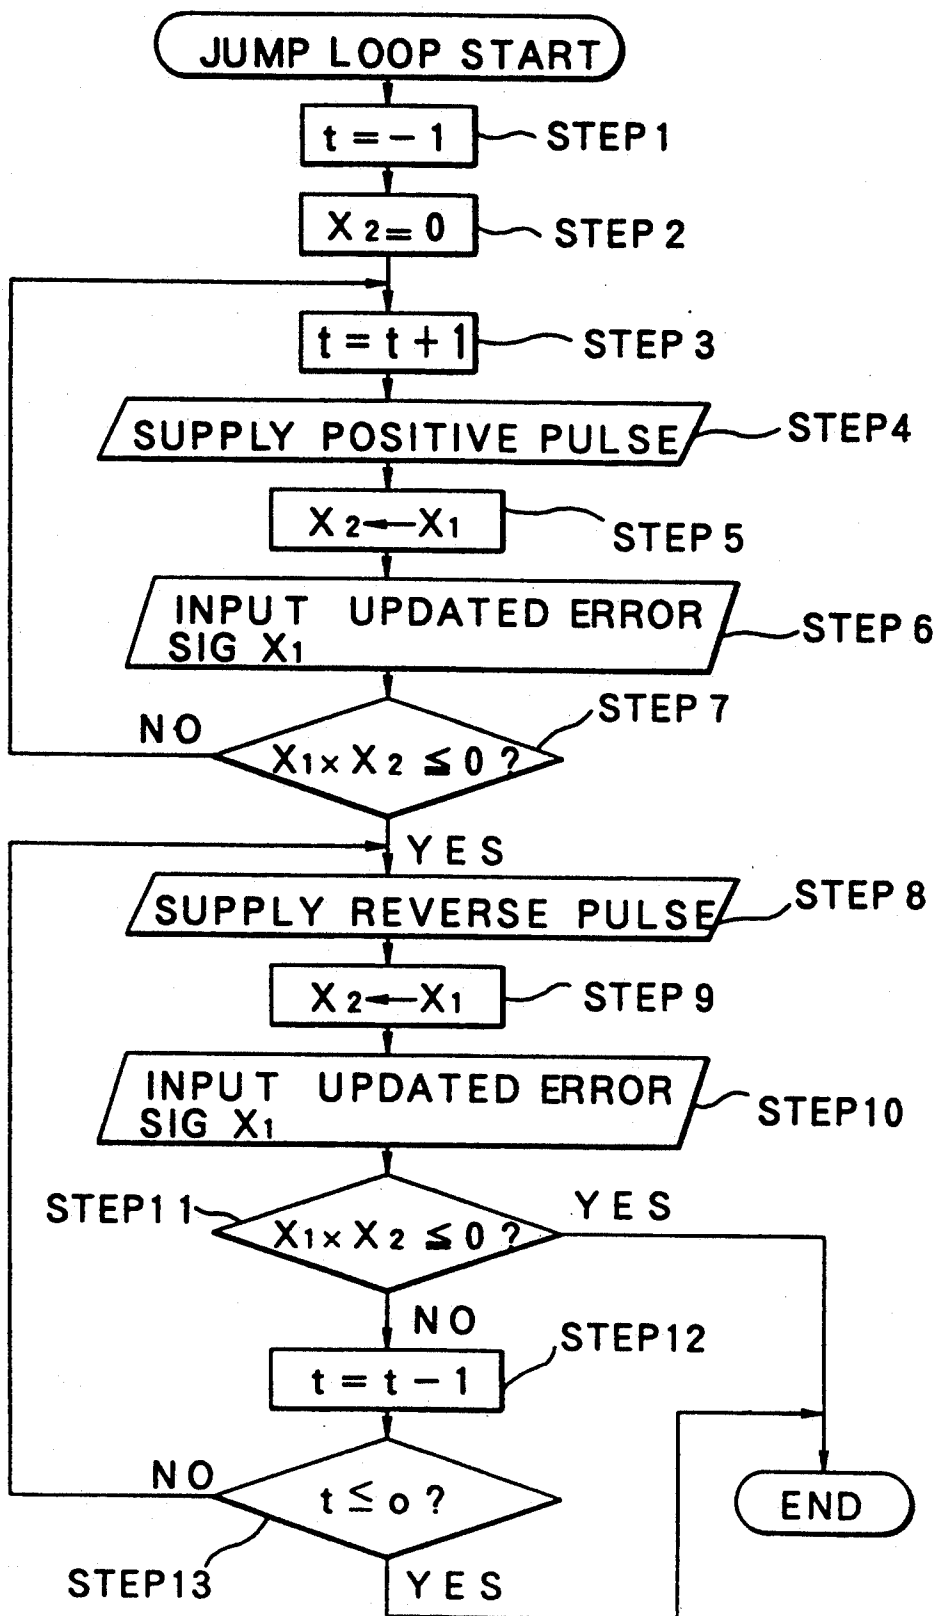 JUMP LOOP START
t = - 1
STEP 1
X2 = 0
STEP 2
t = t + 1
STEP 3
SUPPLY POSITIVE PULSE
STEP4
X2 ← X1
STEP 5
INPUT UPDATED ERROR
SIG X1
STEP 6
STEP 7
NO
X1 × X2 ≦ 0 ?
YES
SUPPLY REVERSE PULSE
STEP 8
X2 ← X1
STEP 9
INPUT UPDATED ERROR
SIG X1
STEP10
STEP11
YES
X1 × X2 ≦ 0 ?
NO
STEP12
t = t - 1
NO
t ≤ o ?
END
STEP13
YES